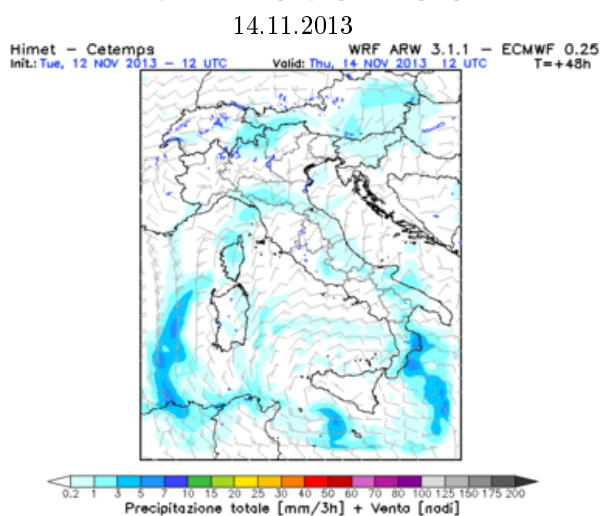 14.11.2013
Himet – Cetemps WRF ARW 3.1.1 – ECMWF 0.25
Init.: Tue, 12 NOV 2013 – 12 UTC Valid: Thu, 14 NOV 2013 12 UTC T=+48h
0.2 1 3 5 7 10 15 20 25 30 40 50 60 70 80 100 125 150 175 200
Precipitazione totale [mm/3h] + Vento [nodi]